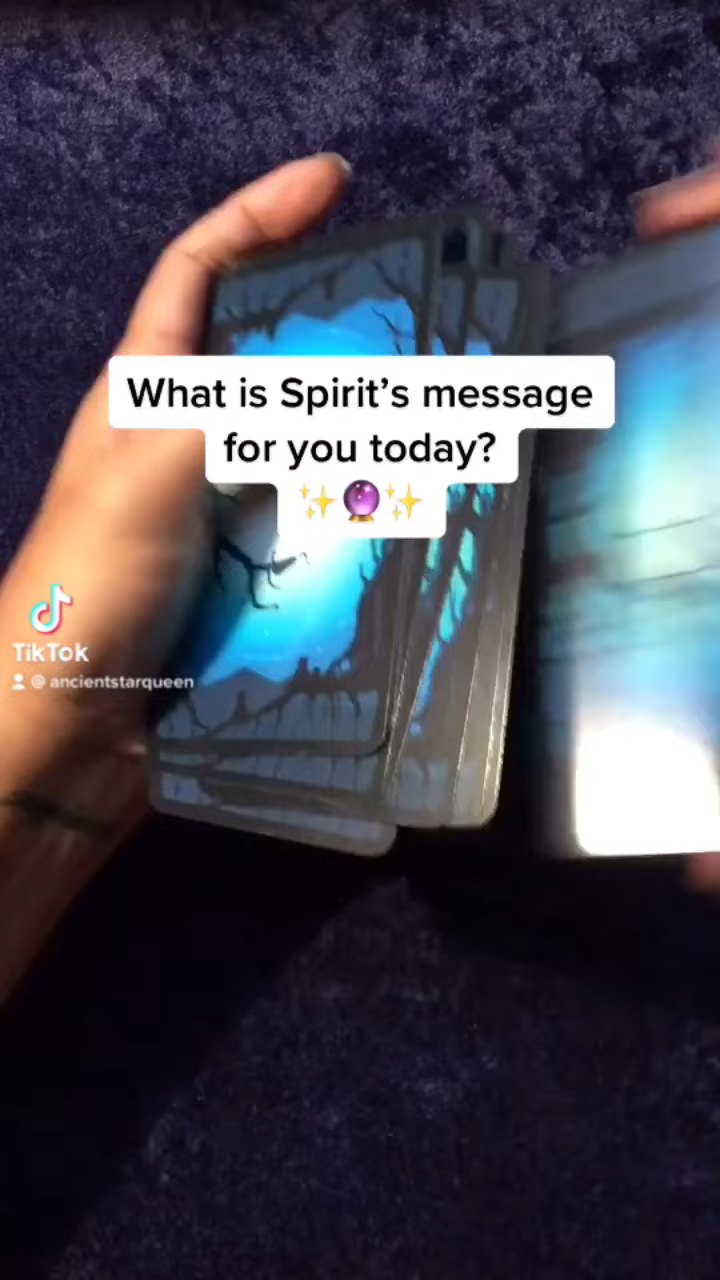 What is Spirit’s message
for you today?
✨🔮✨
TikTok
@ ancientstarqueen